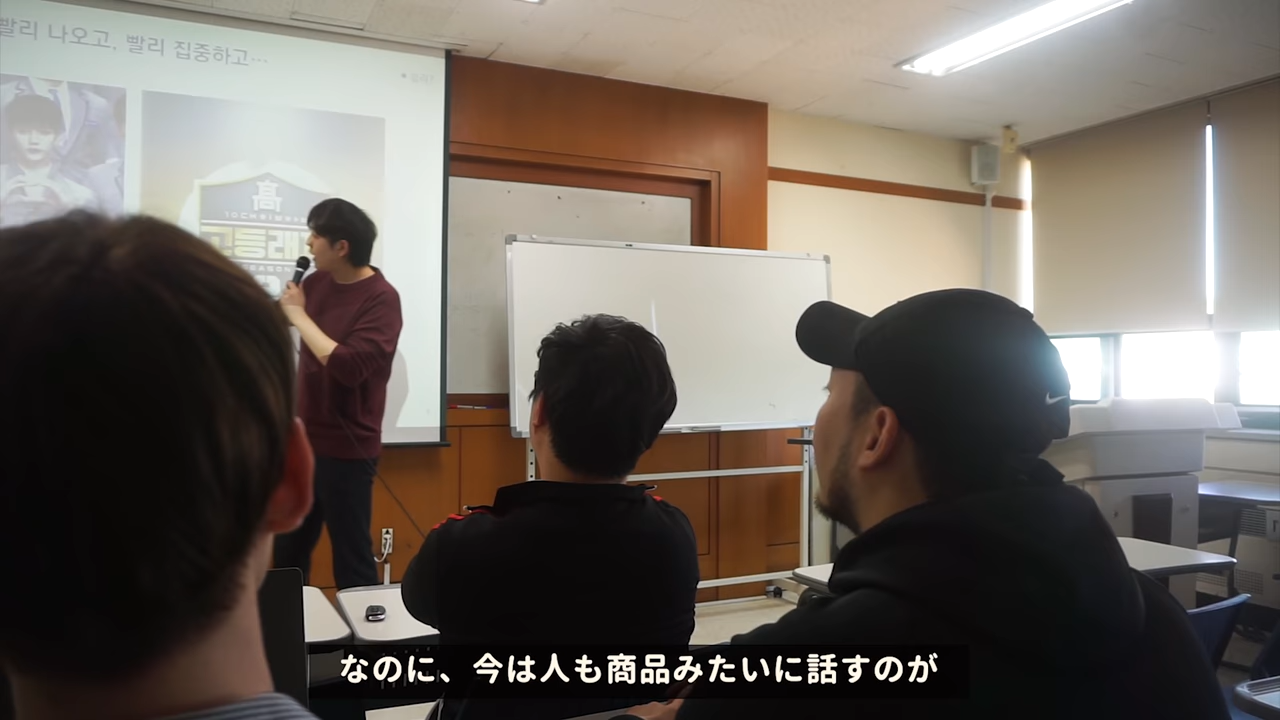 빨리 나오고, 빨리 집중하고…
高
고등래
なのに、今は人も商品みたいに話すのが